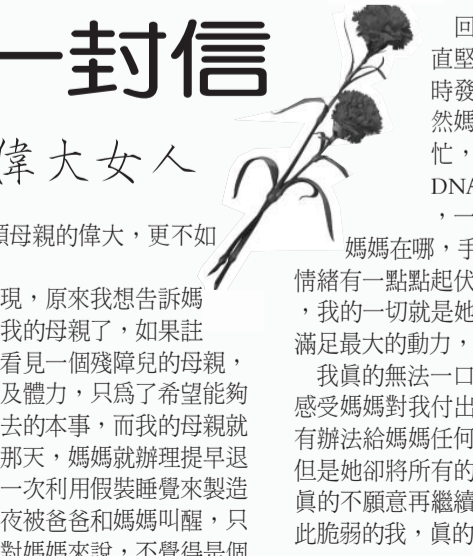 一封信
偉大女人
母親的偉大，更不如
現，原來我想告訴媽
我的母親了，如果註
看見一個殘障兒的母親，
及體力，只為了希望能夠
去的本事，而我的母親就
那天，媽媽就辦理提早退
一次利用假裝睡覺來製造
夜被爸爸和媽媽叫醒，只
對媽媽來說，不覺得是個
回
直堅
時發
然媽
忙，
DNA
，一
媽媽在哪，手
情緒有一點點起伏
，我的一切就是她
滿足最大的動力，
我真的無法一口
感受媽媽對我付出
有辦法給媽媽任何
但是她卻將所有的
真的不願意再繼續
此脆弱的我，真的